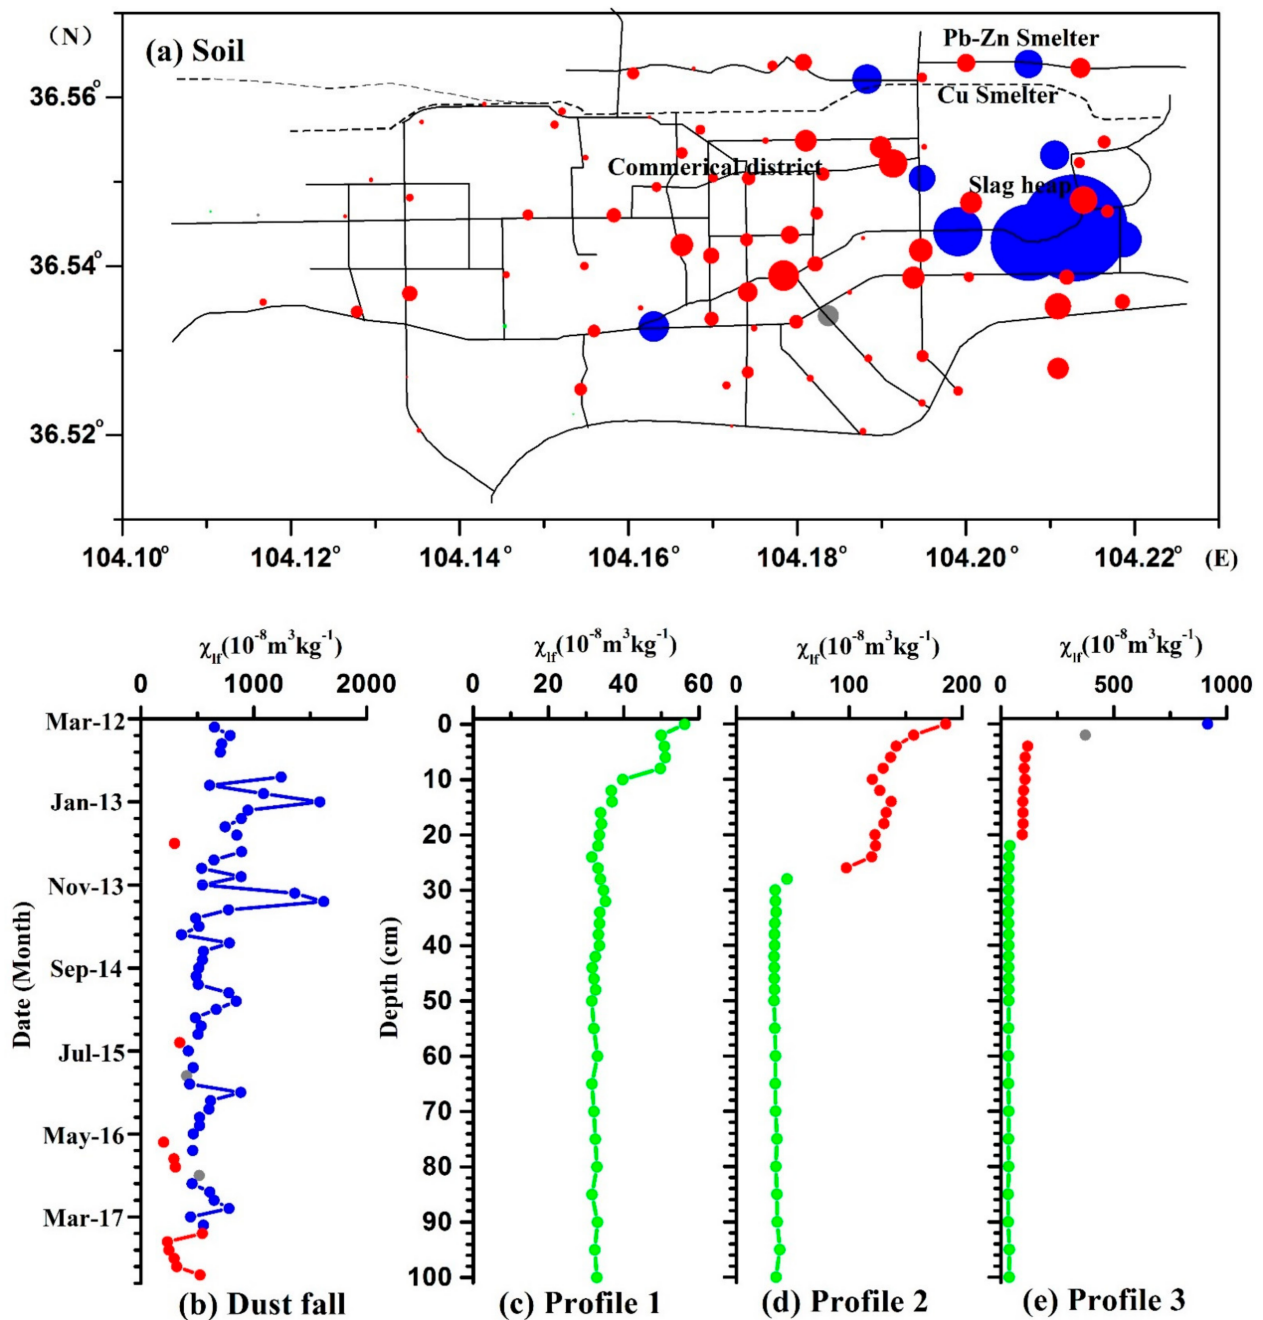 (N)
(a) Soil
Pb-Zn Smelter
Cu Smelter
Commerical district
Slag heap
36.56°
36.54°
36.52°
104.10° 104.12° 104.14° 104.16° 104.18° 104.20° 104.22° (E)
χlf(10-8m3kg-1) χlf(10-8m3kg-1) χlf(10-8m3kg-1) χlf(10-8m3kg-1)
0 1000 2000 0 20 40 60 0 100 200 0 500 1000
Date (Month)
Mar-12
Jan-13
Nov-13
Sep-14
Jul-15
May-16
Mar-17
Depth (cm)
0
10
20
30
40
50
60
70
80
90
100
(b) Dust fall (c) Profile 1 (d) Profile 2 (e) Profile 3